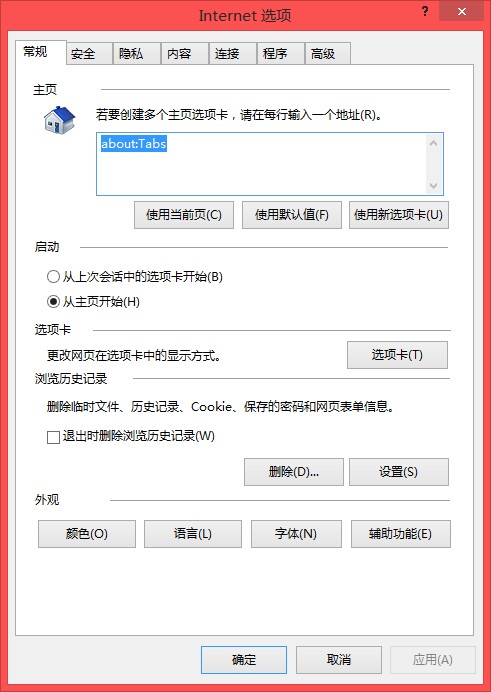 Internet 选项
?
常规 安全 隐私 内容 连接 程序 高级
主页
若要创建多个主页选项卡，请在每行输入一个地址(R)。
about:Tabs
使用当前页(C) 使用默认值(F) 使用新选项卡(U)
启动
从上次会话中的选项卡开始(B)
从主页开始(H)
选项卡
更改网页在选项卡中的显示方式。 选项卡(T)
浏览历史记录
删除临时文件、历史记录、Cookie、保存的密码和网页表单信息。
退出时删除浏览历史记录(W)
删除(D)... 设置(S)
外观
颜色(O) 语言(L) 字体(N) 辅助功能(E)
确定 取消 应用(A)